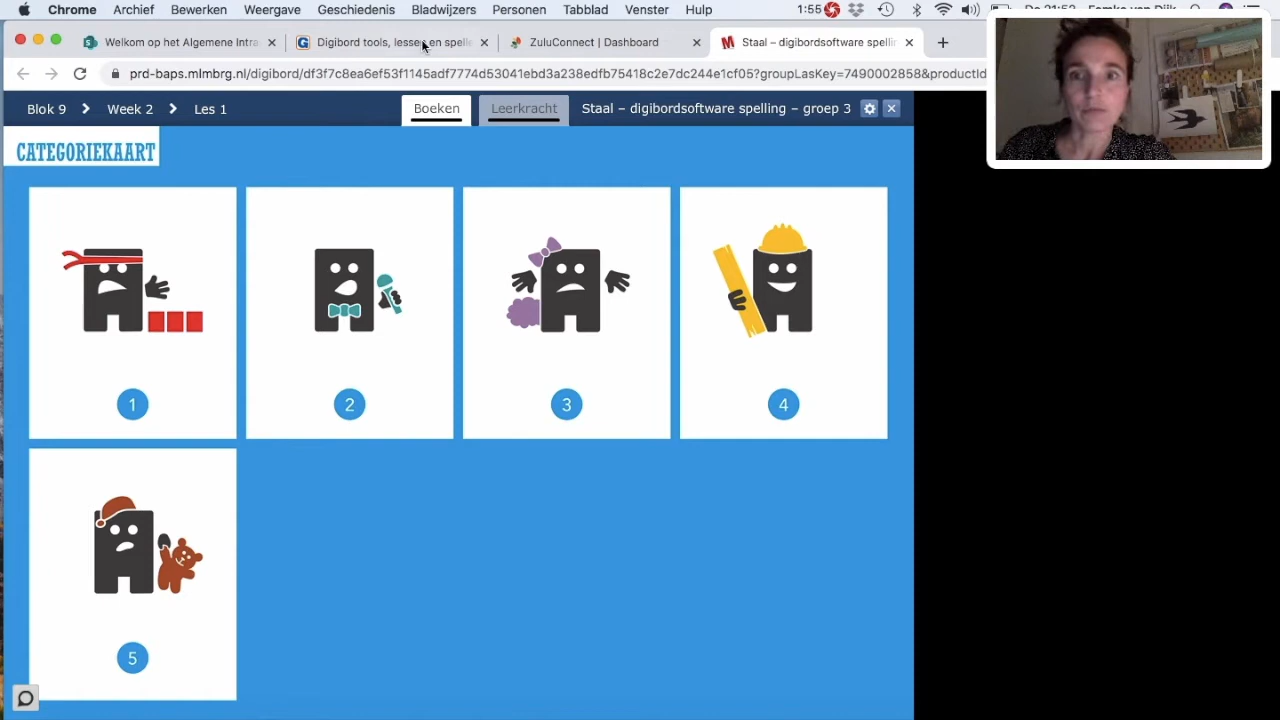 Chrome Archief Bewerken Weergave Geschiedenis Bladwijzers Personen Tabblad Venster Hulp 1:55
Welkom op het Algemene Intra
Digibord tools, lessen en spelle
ZuluConnect | Dashboard
Staal – digibordsoftware spellin
prd-baps.mlmbrg.nl/digibord/df3f7c8ea6ef53f1145adf7774d53041ebd3a238edfb75418c2e7dc244e1cf05?groupLasKey=7490002858&productId
Blok 9 Week 2 Les 1 Boeken Leerkracht Staal – digibordsoftware spelling – groep 3
CATEGORIEKAART
1 2 3 4
5